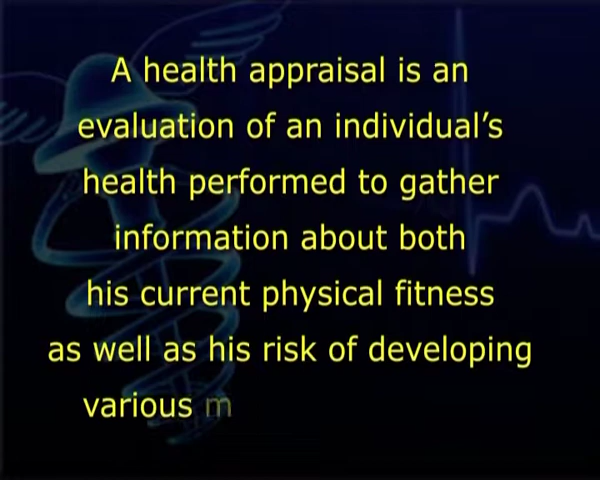 A health appraisal is an
evaluation of an individual’s
health performed to gather
information about both
his current physical fitness
as well as his risk of developing
various m